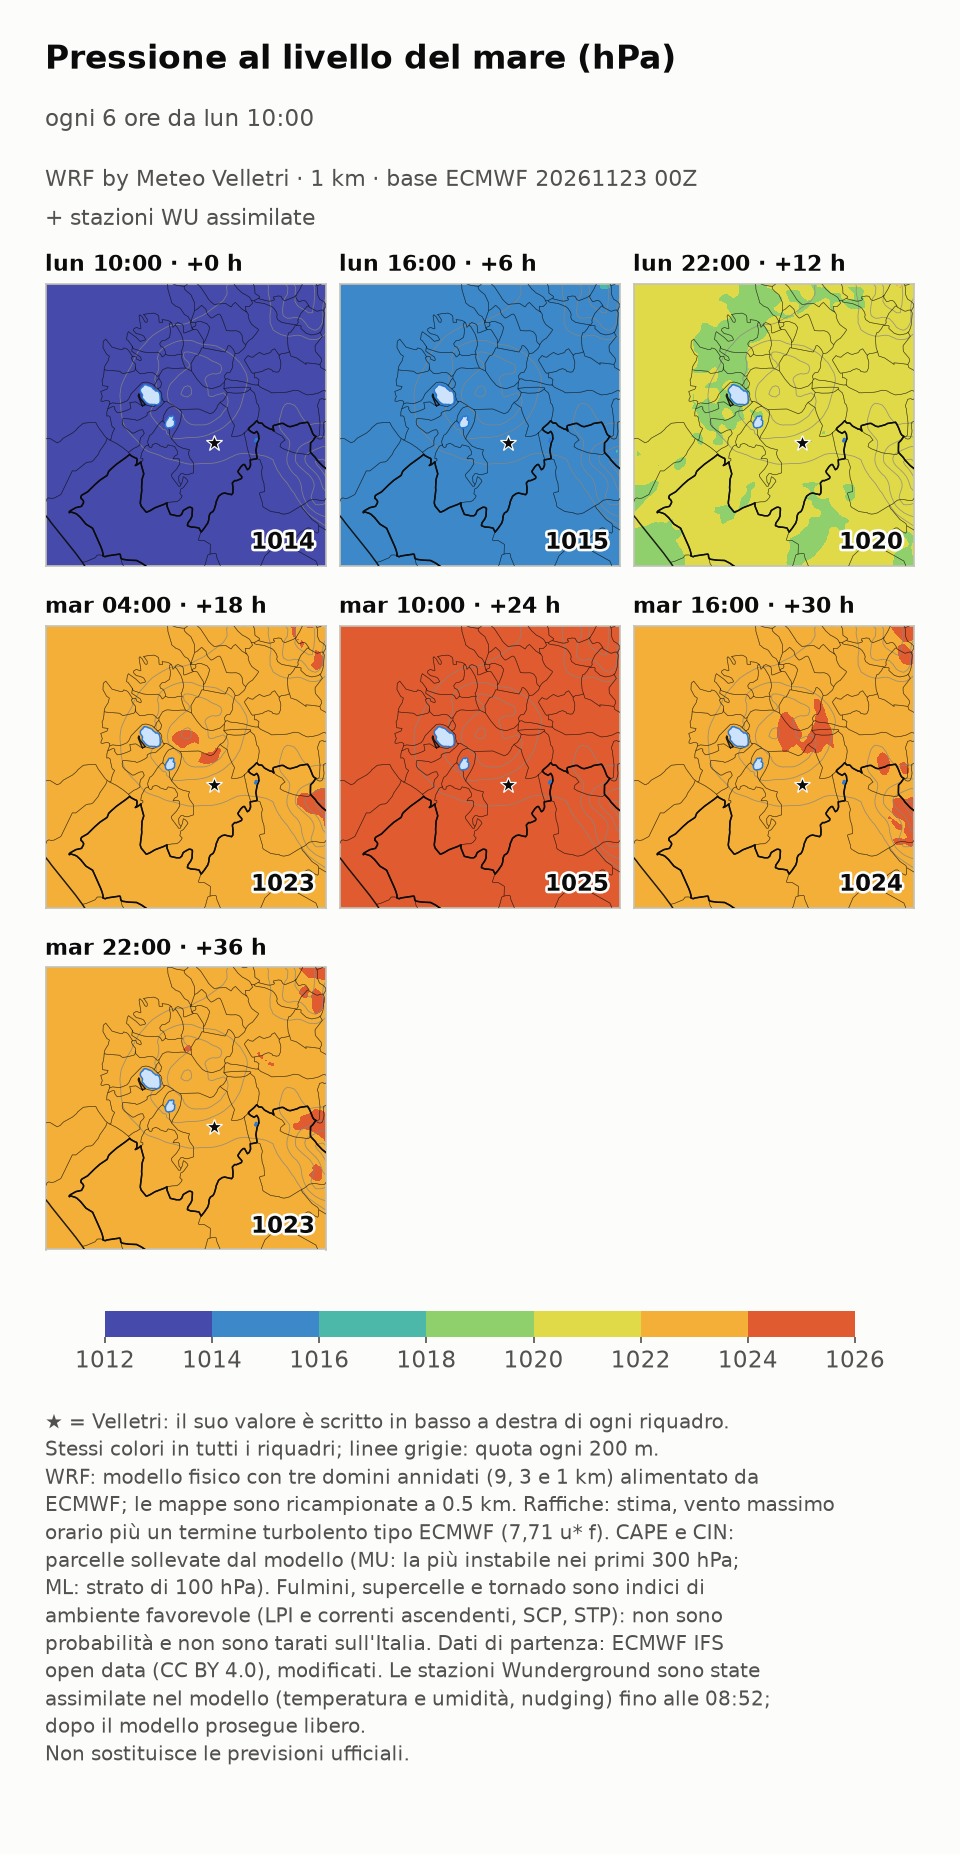 Pressione al livello del mare (hPa)
ogni 6 ore da lun 10:00
WRF by Meteo Velletri · 1 km · base ECMWF 20261123 00Z
+ stazioni WU assimilate
lun 10:00 · +0 h
lun 16:00 · +6 h
lun 22:00 · +12 h
1014
1015
1020
mar 04:00 · +18 h
mar 10:00 · +24 h
mar 16:00 · +30 h
1023
1025
1024
mar 22:00 · +36 h
1023
1012 1014 1016 1018 1020 1022 1024 1026
★ = Velletri: il suo valore è scritto in basso a destra di ogni riquadro.
Stessi colori in tutti i riquadri; linee grigie: quota ogni 200 m.
WRF: modello fisico con tre domini annidati (9, 3 e 1 km) alimentato da
ECMWF; le mappe sono ricampionate a 0.5 km. Raffiche: stima, vento massimo
orario più un termine turbolento tipo ECMWF (7,71 u* f). CAPE e CIN:
parcelle sollevate dal modello (MU: la più instabile nei primi 300 hPa;
ML: strato di 100 hPa). Fulmini, supercelle e tornado sono indici di
ambiente favorevole (LPI e correnti ascendenti, SCP, STP): non sono
probabilità e non sono tarati sull'Italia. Dati di partenza: ECMWF IFS
open data (CC BY 4.0), modificati. Le stazioni Wunderground sono state
assimilate nel modello (temperatura e umidità, nudging) fino alle 08:52;
dopo il modello prosegue libero.
Non sostituisce le previsioni ufficiali.